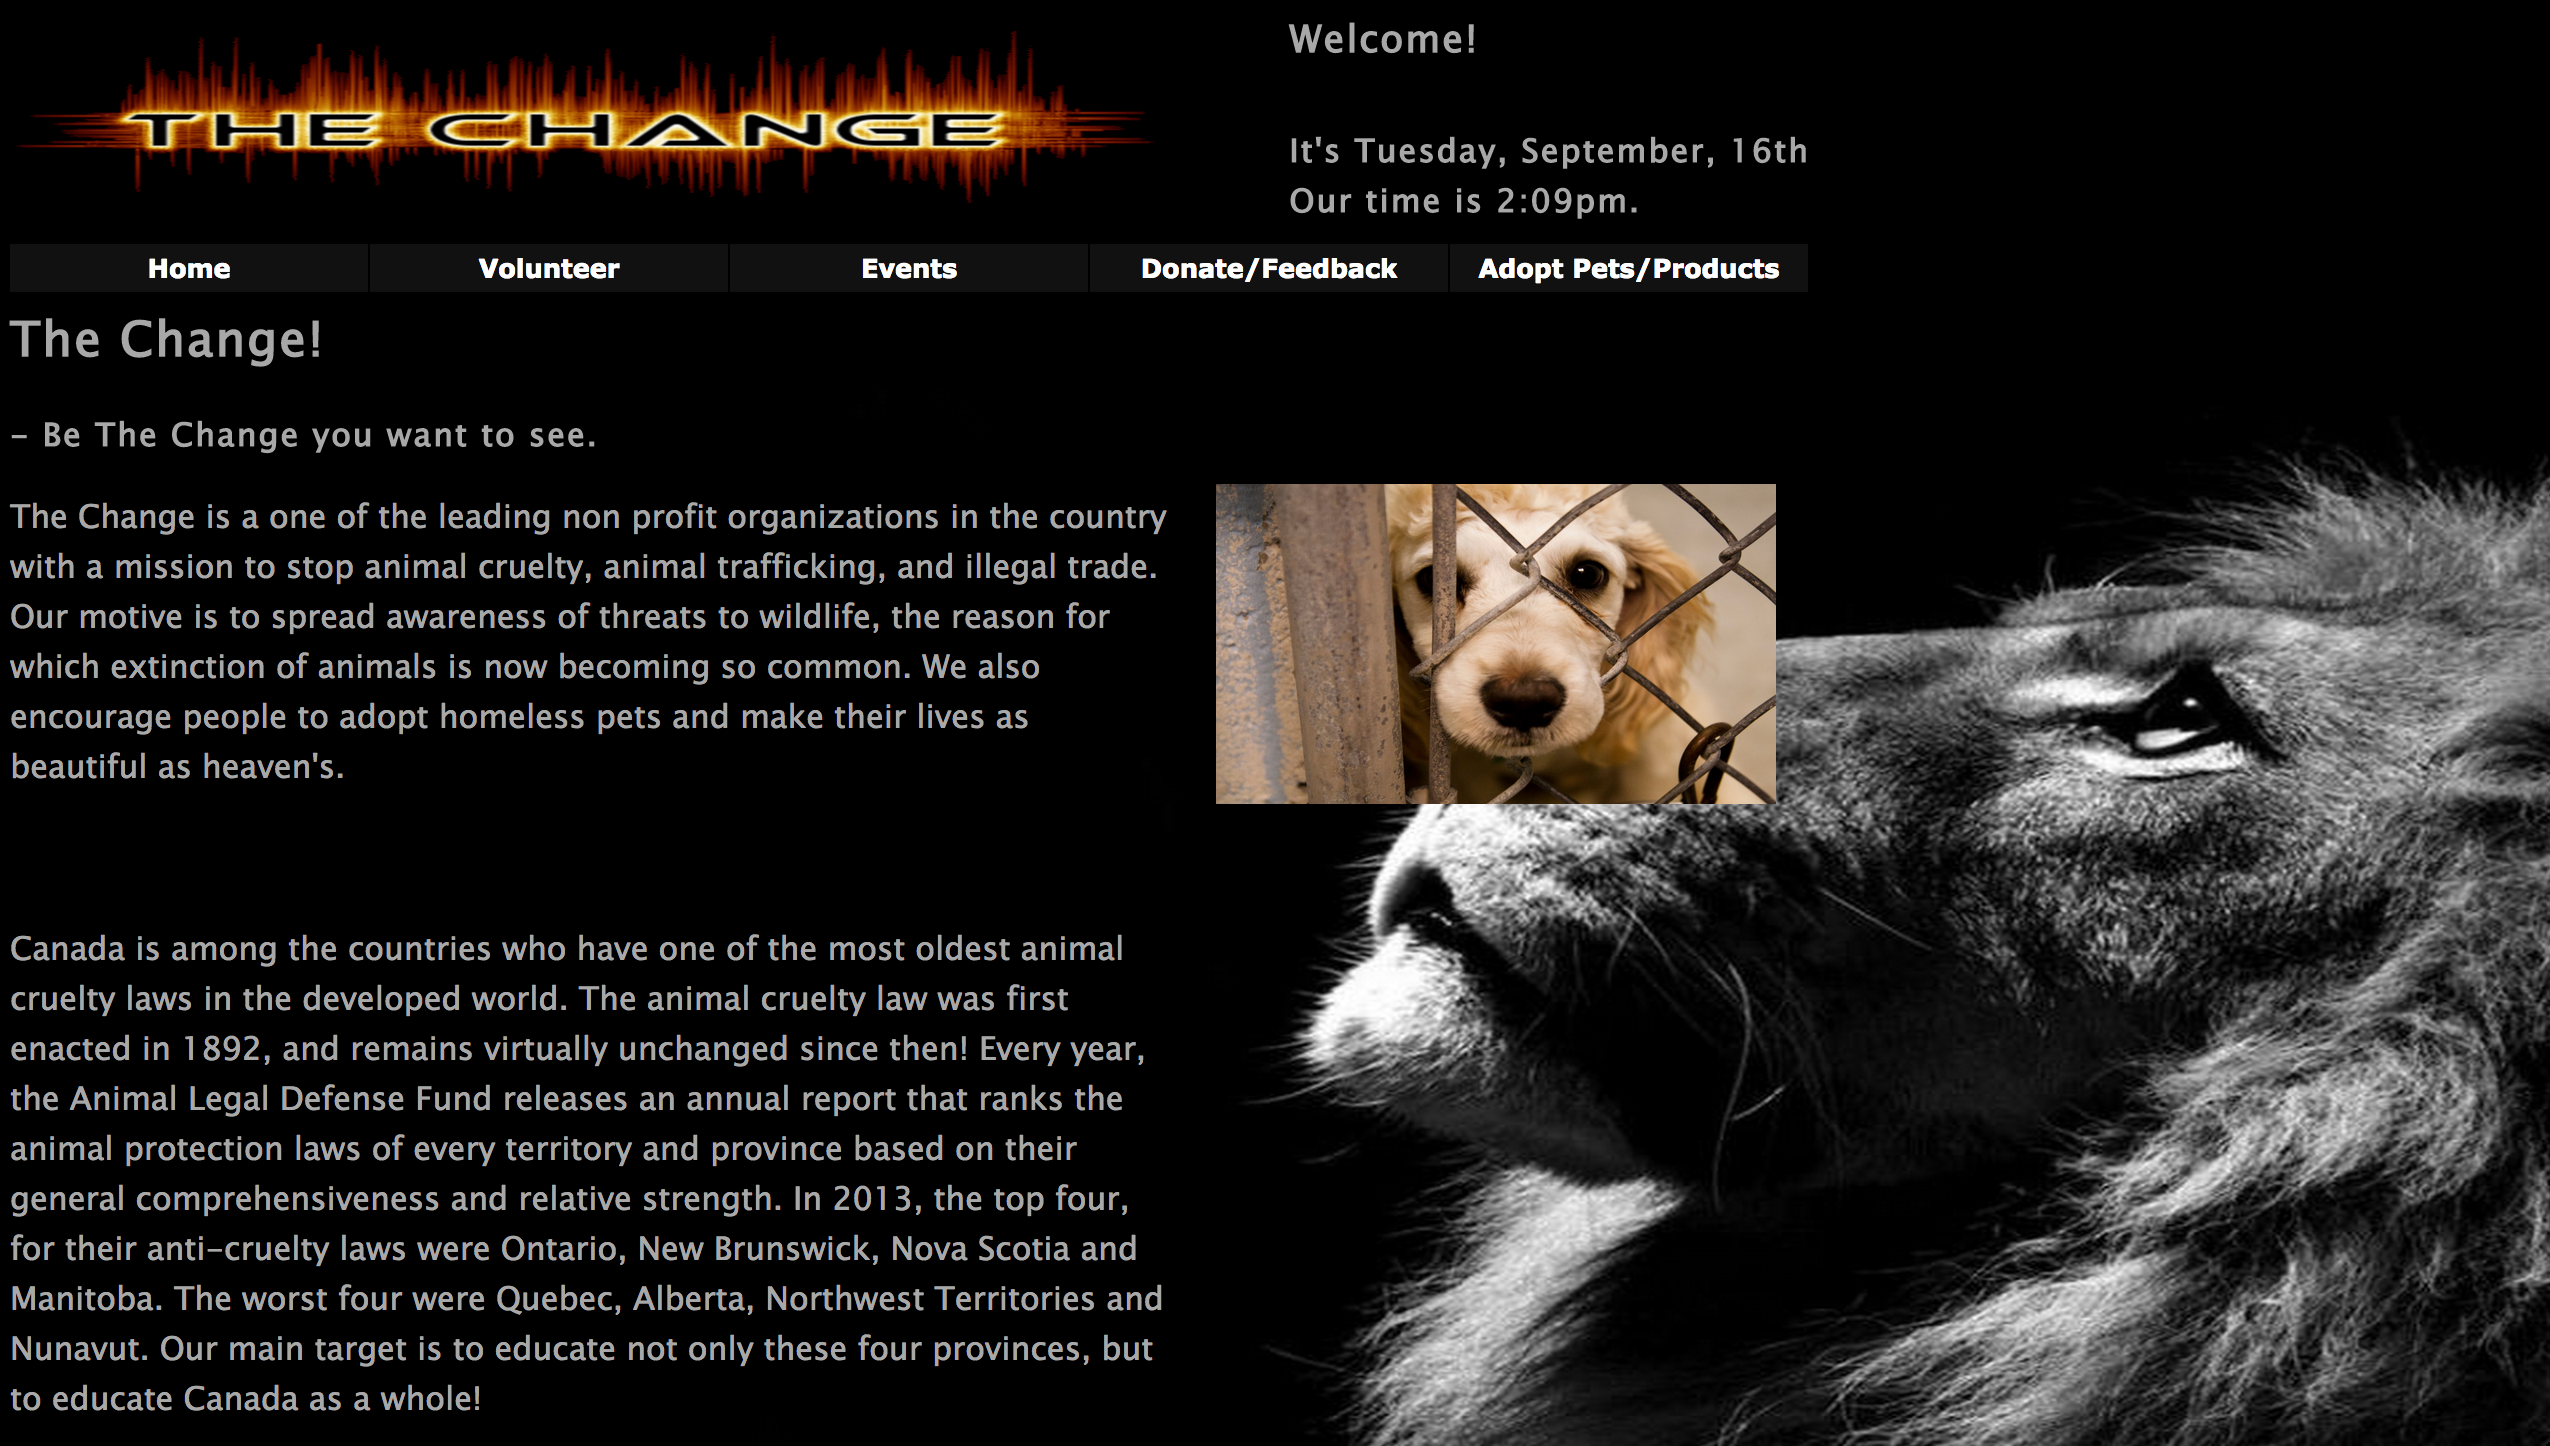 THE CHANGE
Welcome!
It's Tuesday, September, 16th
Our time is 2:09pm.
Home
Volunteer
Events
Donate/Feedback
Adopt Pets/Products
The Change!
- Be The Change you want to see.
The Change is a one of the leading non profit organizations in the country
with a mission to stop animal cruelty, animal trafficking, and illegal trade.
Our motive is to spread awareness of threats to wildlife, the reason for
which extinction of animals is now becoming so common. We also
encourage people to adopt homeless pets and make their lives as
beautiful as heaven's.
Canada is among the countries who have one of the most oldest animal
cruelty laws in the developed world. The animal cruelty law was first
enacted in 1892, and remains virtually unchanged since then! Every year,
the Animal Legal Defense Fund releases an annual report that ranks the
animal protection laws of every territory and province based on their
general comprehensiveness and relative strength. In 2013, the top four,
for their anti-cruelty laws were Ontario, New Brunswick, Nova Scotia and
Manitoba. The worst four were Quebec, Alberta, Northwest Territories and
Nunavut. Our main target is to educate not only these four provinces, but
to educate Canada as a whole!